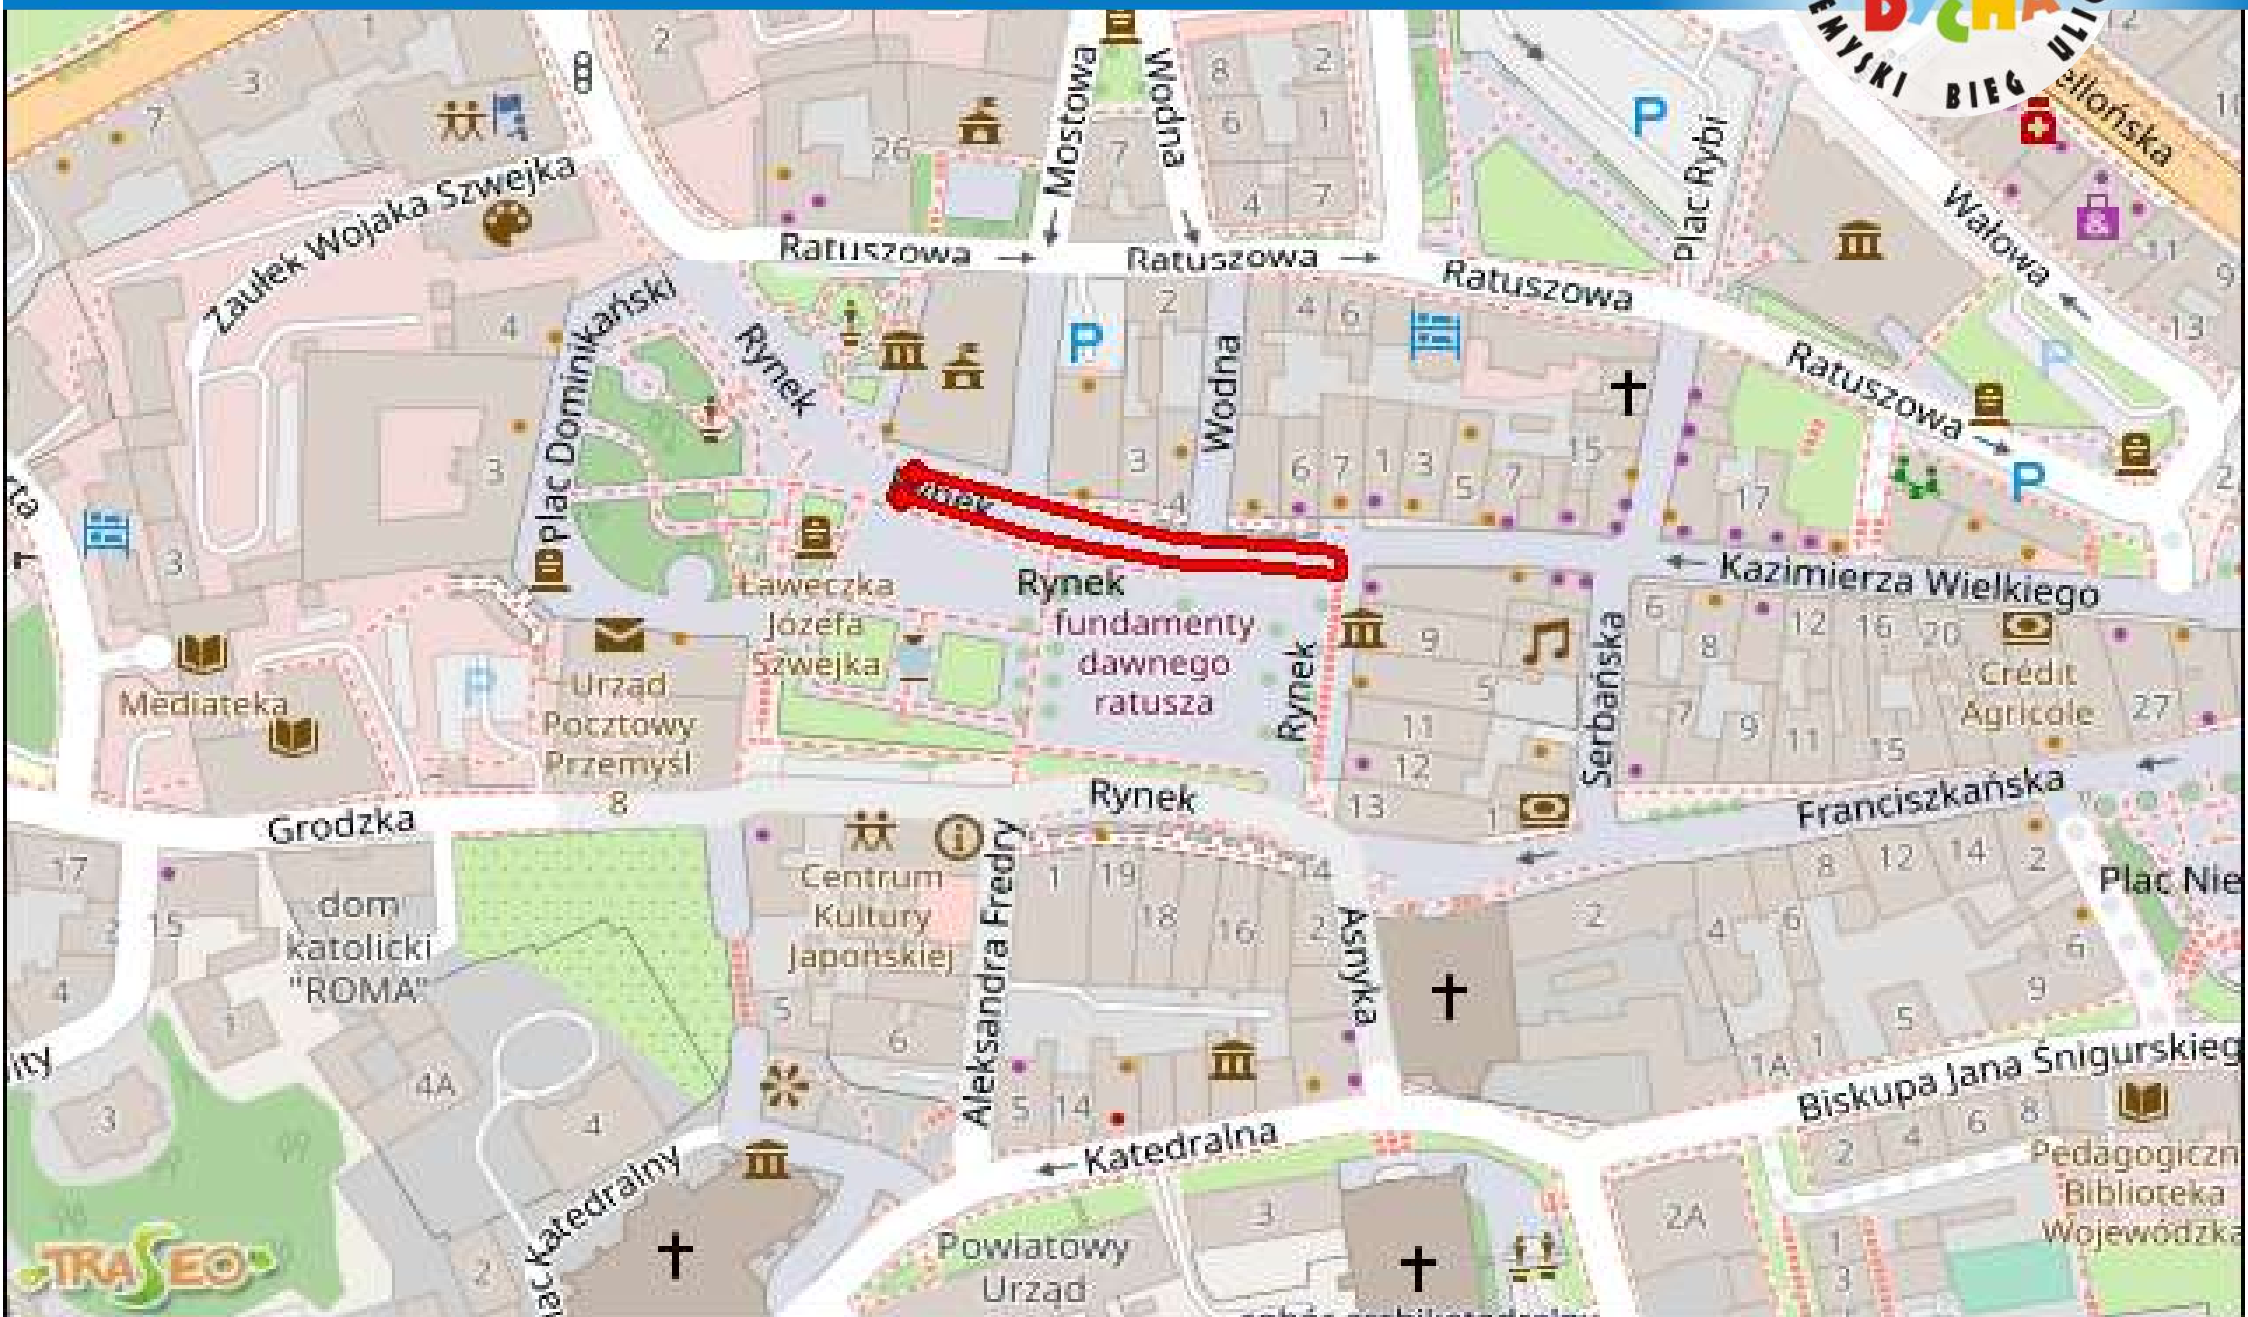 DYCHA
EMYSKI BIEG ULIC
ellońska
Mostowa
Wodna
Plac Rybi
Wałowa
Zaułek Wojaka Szwejka
Ratuszowa
Ratuszowa
Ratuszowa
Ratuszowa
Plac Dominikański
Rynek
Wodna
Kazimierza Wielkiego
Rynek
Ławeczka
Józefa
Szwejka
fundamenty
dawnego
ratusza
Rynek
Serbańska
Mediateka
Urząd
Pocztowy
Przemyśl
8
Crédit
Agricole
Grodzka
Rynek
Franciszkańska
Plac Nie
dom
katolicki
"ROMA"
Centrum
Kultury
Japońskiej
Aleksandra Fredry
Asnyka
Biskupa Jana Śnigurskieg
Katedralna
Katedralny
Pedagogiczn
Biblioteka
Wojewódzka
Powiatowy
Urząd
TRASEO